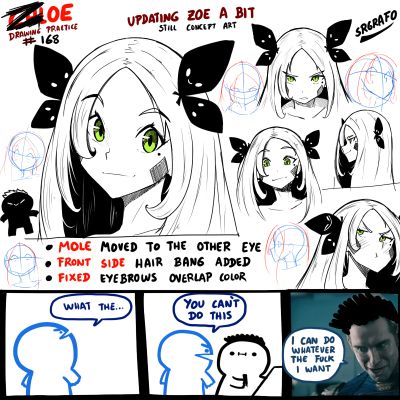 ZOE
DRAWING PRACTICE
# 168
UPDATING ZOE A BIT
STILL CONCEPT ART
SRGRAFO
• MOLE MOVED TO THE OTHER EYE
• FRONT SIDE HAIR BANG ADDED
• FIXED EYEBROWS OVERLAP COLOR
WHAT THE...
YOU CAN'T
DO THIS
I CAN DO
WHATEVER
THE FUCK
I WANT